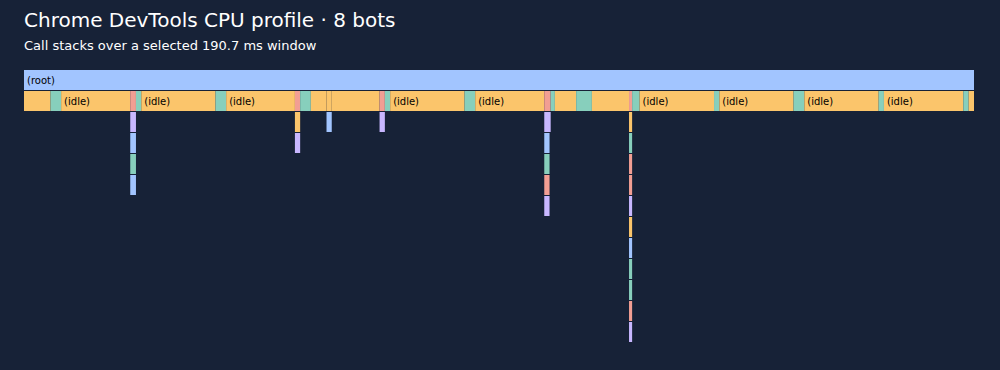 Chrome DevTools CPU profile · 8 bots
Call stacks over a selected 190.7 ms window
(root)
(idle) (idle) (idle) (idle) (idle) (idle) (idle) (idle) (idle)